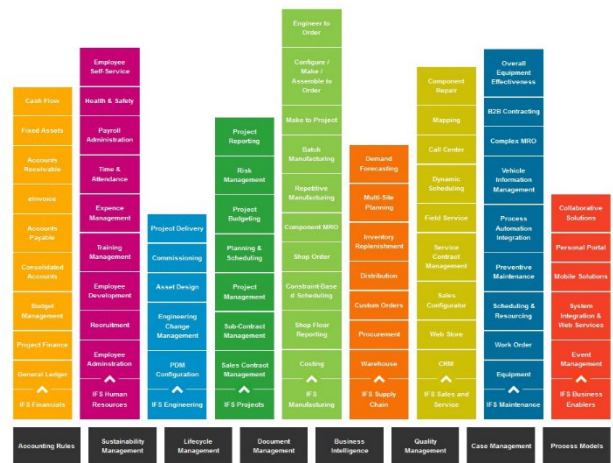 Cash Flow
Fixed Assets
Accounts
Receivable
eInvoice
Accounts
Payable
Consolidated
Accounts
Budget
Management
Project Finance
General Ledger
IFS Financials
Employee
Self-Service
Health & Safety
Payroll
Administration
Time &
Attendance
Expence
Management
Training
Management
Employee
Development
Recruitment
Employee
Adminstration
IFS Human
Resources
Project Delivery
Commissioning
Asset Design
Engineering
Change
Management
PDM
Configuration
IFS Engineering
Project
Reporting
Risk
Management
Project
Budgeting
Planning &
Scheduling
Project
Management
Sub-Contract
Management
Sales Contract
Management
IFS Projects
Engineer to
Order
Configure /
Make /
Assemble to
Order
Make to Project
Batch
Manufacturing
Repetitive
Manufacturing
Component MRO
Shop Order
Constraint-Base
d Scheduling
Shop Floor
Reporting
Costing
IFS
Manufacturing
Demand
Forecasting
Multi-Site
Planning
Inventory
Replenishment
Distribution
Custom Orders
Procurement
Warehouse
IFS Supply
Chain
Component
Repair
Mapping
Call Center
Dynamic
Scheduling
Field Service
Service
Contract
Management
Sales
Configurator
Web Store
CRM
IFS Sales and
Service
Overall
Equipment
Effectiveness
B2B Contracting
Complex MRO
Vehicle
Information
Management
Process
Automation
Integration
Preventive
Maintenance
Scheduling &
Resourcing
Work Order
Equipment
IFS Maintenance
Collaborative
Solutions
Personal Portal
Mobile Solutions
System
Integration &
Web Services
Event
Management
IFS Business
Enablers
Accounting Rules
Sustainability
Management
Lifecycle
Management
Document
Management
Business
Intelligence
Quality
Management
Case Management
Process Models